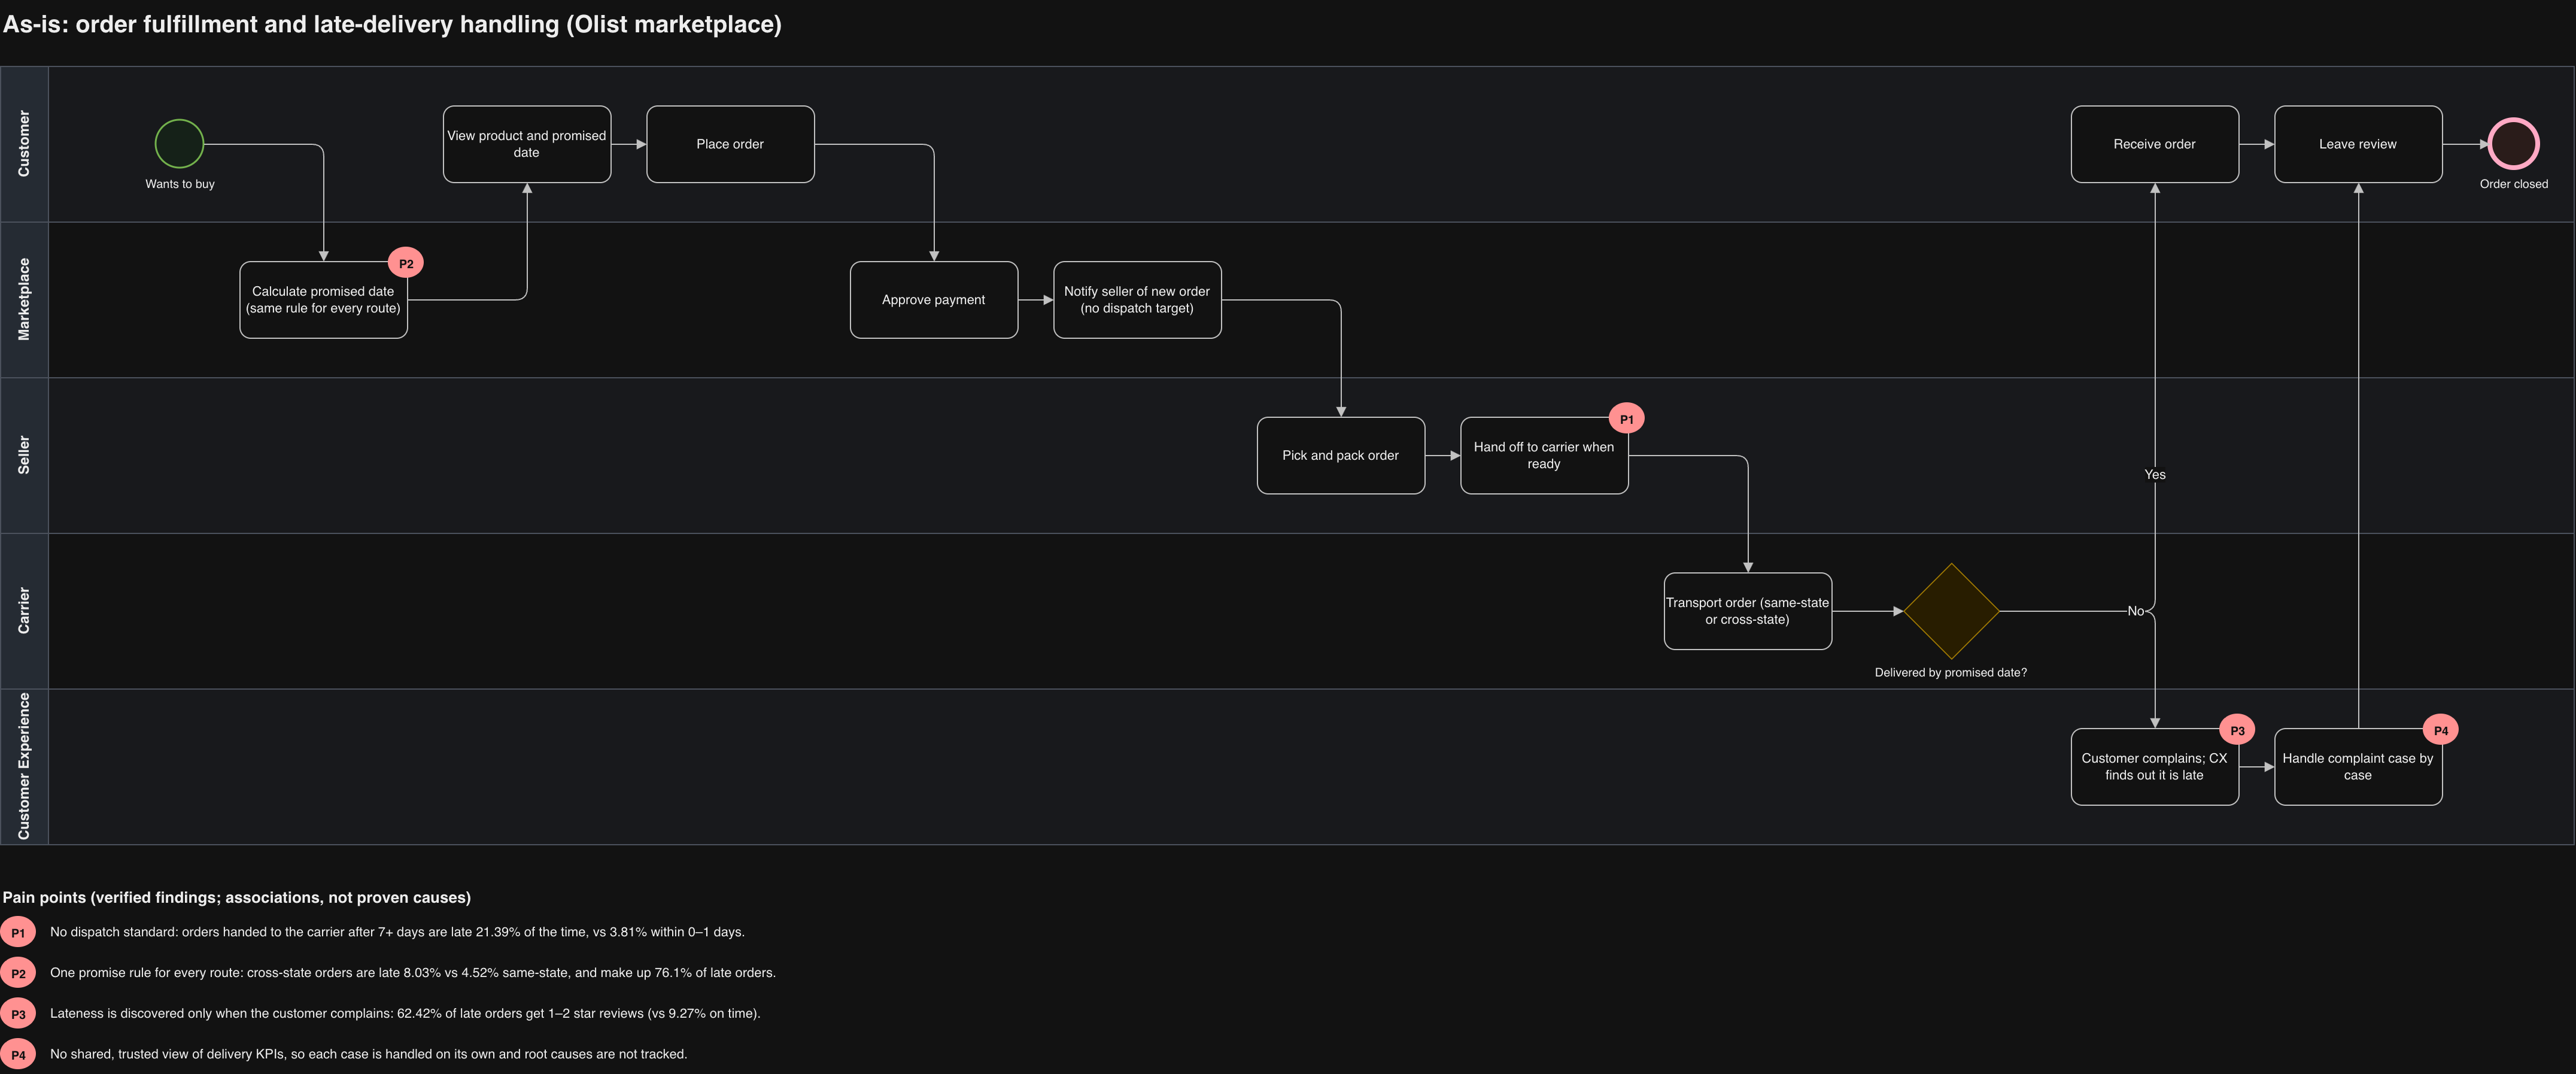 As-is: order fulfillment and late-delivery handling (Olist marketplace)
Customer
Wants to buy
View product and promised
date
Place order
Receive order
Leave review
Order closed
Marketplace
P2
Calculate promised date
(same rule for every route)
Approve payment
Notify seller of new order
(no dispatch target)
Seller
Pick and pack order
P1
Hand off to carrier when
ready
Yes
Carrier
Transport order (same-state
or cross-state)
Delivered by promised date?
No
Customer Experience
P3
Customer complains; CX
finds out it is late
P4
Handle complaint case by
case
Pain points (verified findings; associations, not proven causes)
P1 No dispatch standard: orders handed to the carrier after 7+ days are late 21.39% of the time, vs 3.81% within 0–1 days.
P2 One promise rule for every route: cross-state orders are late 8.03% vs 4.52% same-state, and make up 76.1% of late orders.
P3 Lateness is discovered only when the customer complains: 62.42% of late orders get 1–2 star reviews (vs 9.27% on time).
P4 No shared, trusted view of delivery KPIs, so each case is handled on its own and root causes are not tracked.